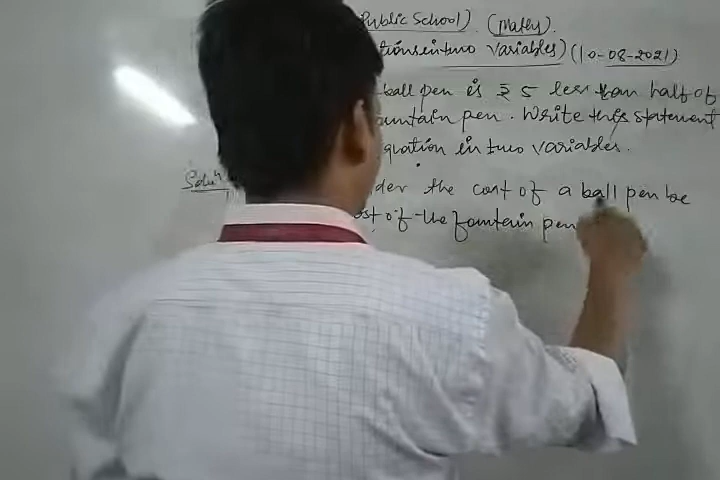 Public School) (Maths).
tions in two variables) (10-08-2021)
ball pen is ₹ 5 less than half of
untain pen. Write this statement
quation in two variables.
Soluⁿ
der the cost of a ball pen be
ost of the fountain pen